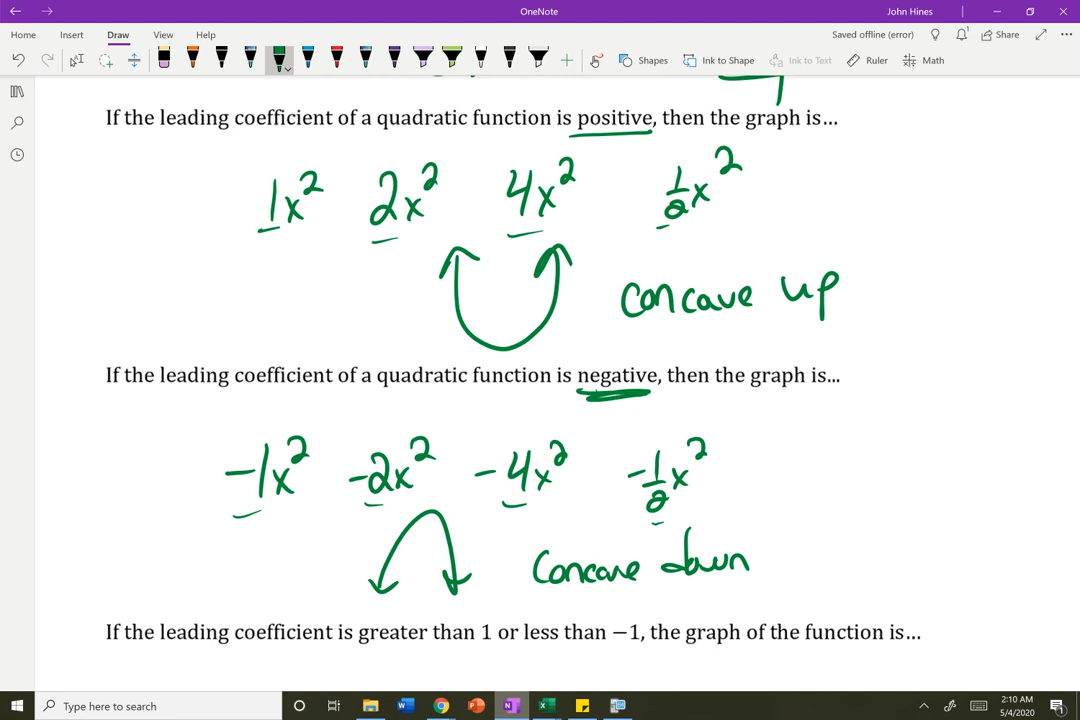 OneNote
John Hines
Home Insert Draw View Help
Saved offline (error)
1
Share
Shapes
Ink to Shape
Ink to Text
Ruler
Math
If the leading coefficient of a quadratic function is positive, then the graph is...
1x² 2x² 4x² ½x²
concave up
If the leading coefficient of a quadratic function is negative, then the graph is...
-1x² -2x² -4x² -½x²
Concave down
If the leading coefficient is greater than 1 or less than −1, the graph of the function is...
Type here to search
2:10 AM
5/4/2020
1